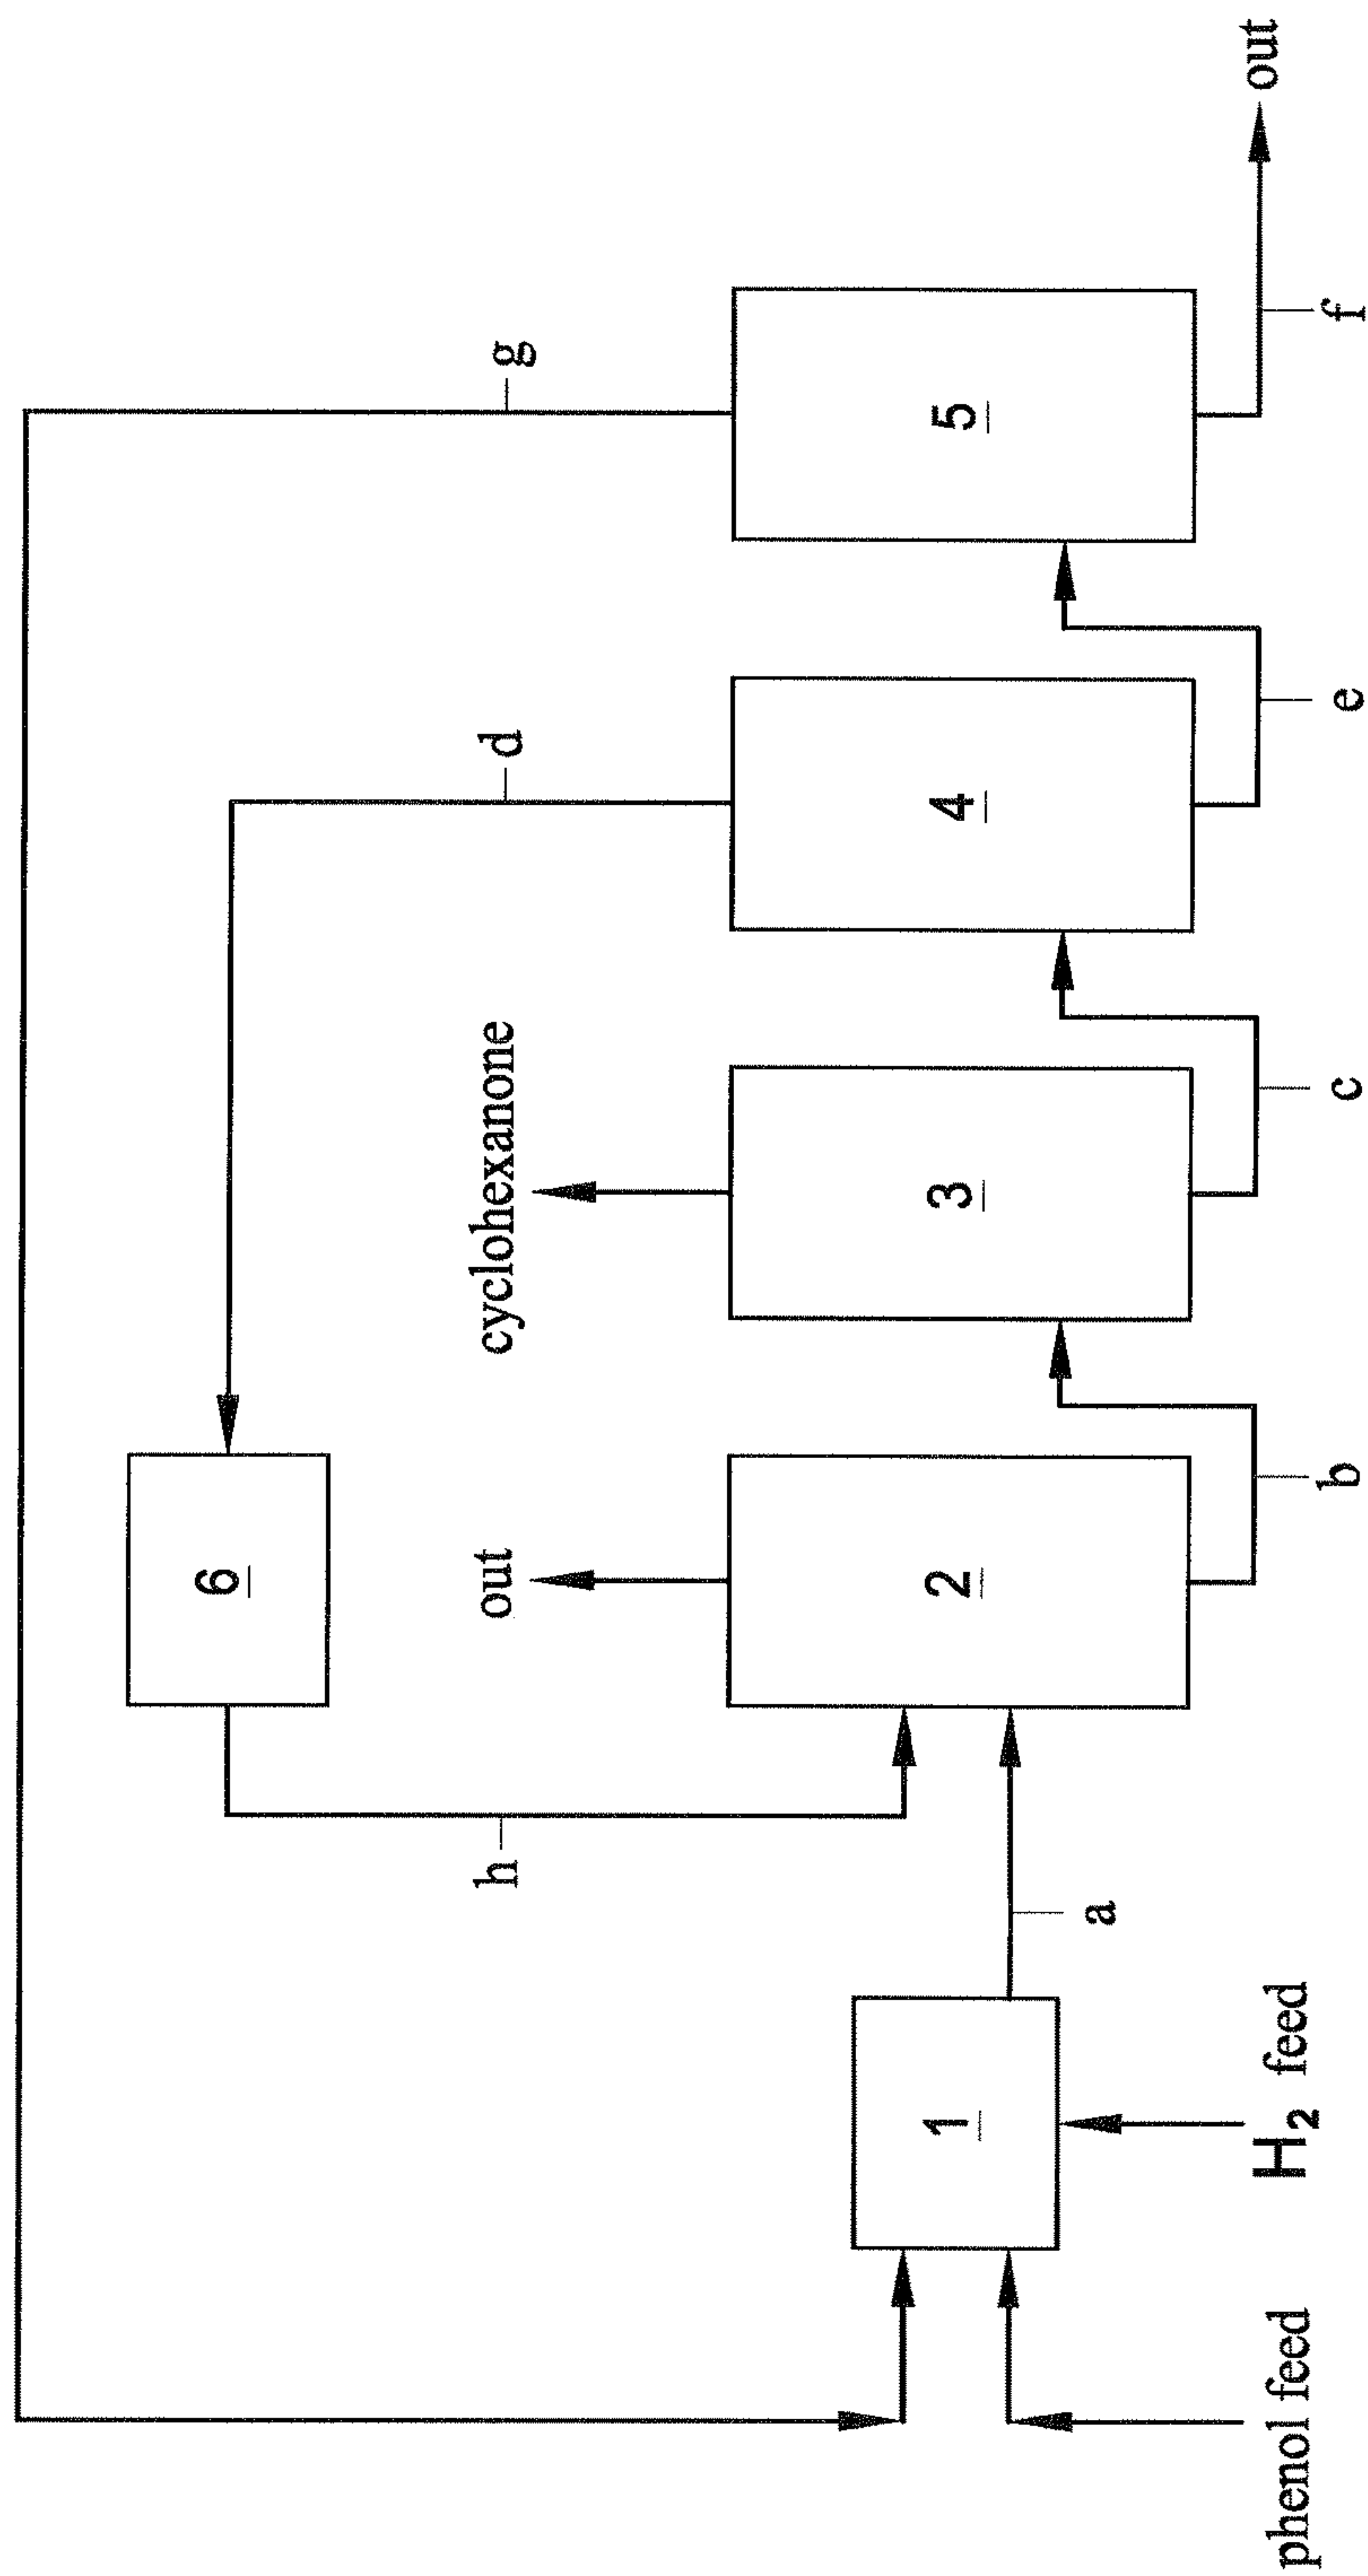 g
d
6
h
out
cyclohexanone
1
2
3
4
5
a
phenol feed
H₂ feed
b
c
e
f
out